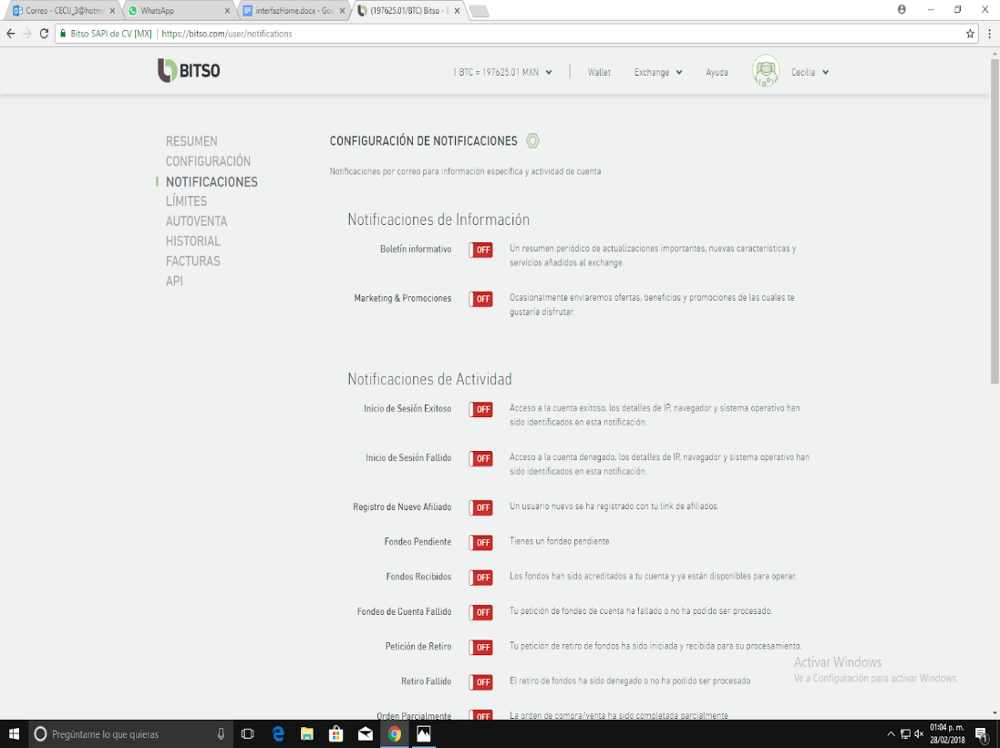 Correo - CECIJ_3@hotma
WhatsApp
interfazHome.docx - Goo
(197625.01/BTC) Bitso - E
Bitso SAPI de CV [MX] | https://bitso.com/user/notifications
BITSO
1 BTC = 197625.01 MXN
Wallet
Exchange
Ayuda
Cecilia
RESUMEN
CONFIGURACIÓN
NOTIFICACIONES
LÍMITES
AUTOVENTA
HISTORIAL
FACTURAS
API
CONFIGURACIÓN DE NOTIFICACIONES
Notificaciones por correo para información específica y actividad de cuenta
Notificaciones de Información
Boletín informativo
OFF
Un resumen periódico de actualizaciones importantes, nuevas características y
servicios añadidos al exchange.
Marketing & Promociones
OFF
Ocasionalmente enviaremos ofertas, beneficios y promociones de las cuales te
gustaría disfrutar.
Notificaciones de Actividad
Inicio de Sesión Exitoso
OFF
Acceso a la cuenta exitoso, los detalles de IP, navegador y sistema operativo han
sido identificados en esta notificación.
Inicio de Sesión Fallido
OFF
Acceso a la cuenta denegado, los detalles de IP, navegador y sistema operativo han
sido identificados en esta notificación.
Registro de Nuevo Afiliado
OFF
Un usuario nuevo se ha registrado con tu link de afiliados.
Fondeo Pendiente
OFF
Tienes un fondeo pendiente
Fondos Recibidos
OFF
Los fondos han sido acreditados a tu cuenta y ya están disponibles para operar.
Fondeo de Cuenta Fallido
OFF
Tu petición de fondeo de cuenta ha fallado o no ha podido ser procesado.
Petición de Retiro
OFF
Tu petición de retiro de fondos ha sido iniciada y recibida para su procesamiento.
Retiro Fallido
OFF
El retiro de fondos ha sido denegado o no ha podido ser procesado
Orden Parcialmente
OFF
La orden de compra/venta ha sido completada parcialmente
Activar Windows
Ve a Configuración para activar Windows.
Pregúntame lo que quieras
01:04 p. m.
28/02/2018
1